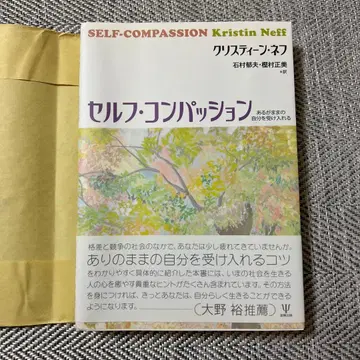 SELF-COMPASSION Kristin Neff
クリスティーン・ネフ
石村郁夫・樫村正美
訳
セルフ・コンパッション
あるがままの
自分を受け入れる
格差と競争の社会のなかで、あなたは少し疲れてきていませんか。
ありのままの自分を受け入れるコツ
をわかりやすく具体的に紹介した本書には、いまの社会を生きる
人の心を癒やす貴重なヒントがたくさん含まれています。その方法
を身につければ、きっとあなたは、自分らしく生きることができる
ようになります。
大野 裕推薦